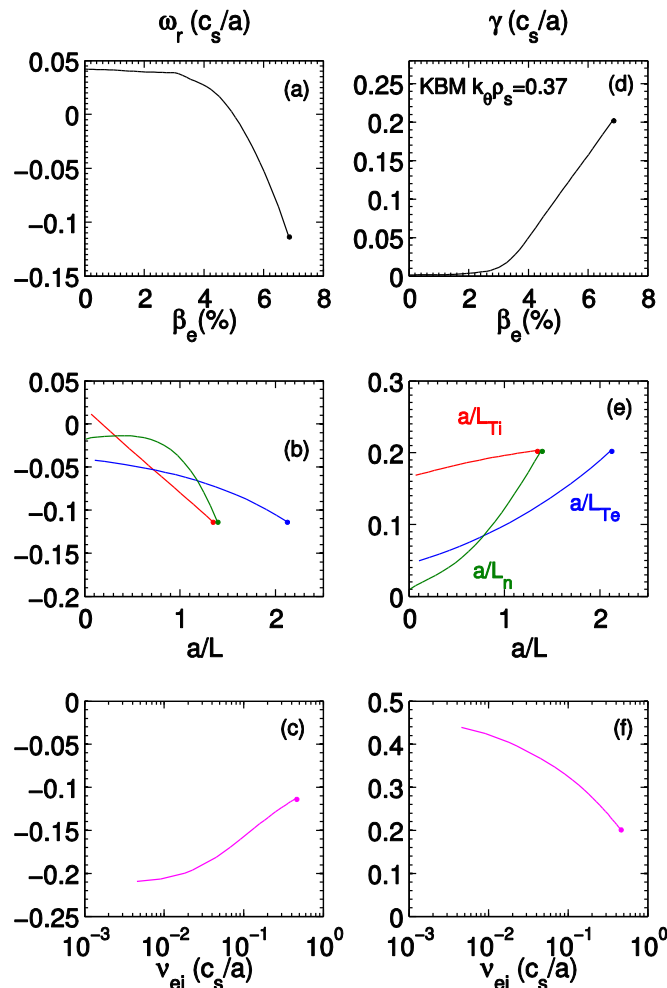 ω_r (c_s/a)
γ (c_s/a)
0.05
0
−0.05
−0.1
−0.15
(a)
0 2 4 6 8
β_e(%)
0.25
0.2
0.15
0.1
0.05
0
KBM k_θρ_s=0.37 (d)
0 2 4 6 8
β_e(%)
0.05
0
−0.05
−0.1
−0.15
−0.2
(b)
0 1 2
a/L
0.3
0.2
0.1
0
(e)
a/L_Ti
a/L_Te
a/L_n
0 1 2
a/L
0
−0.05
−0.1
−0.15
−0.2
−0.25
(c)
10^−3 10^−2 10^−1 10^0
ν_ei (c_s/a)
0.5
0.4
0.3
0.2
0.1
0
(f)
10^−3 10^−2 10^−1 10^0
ν_ei (c_s/a)